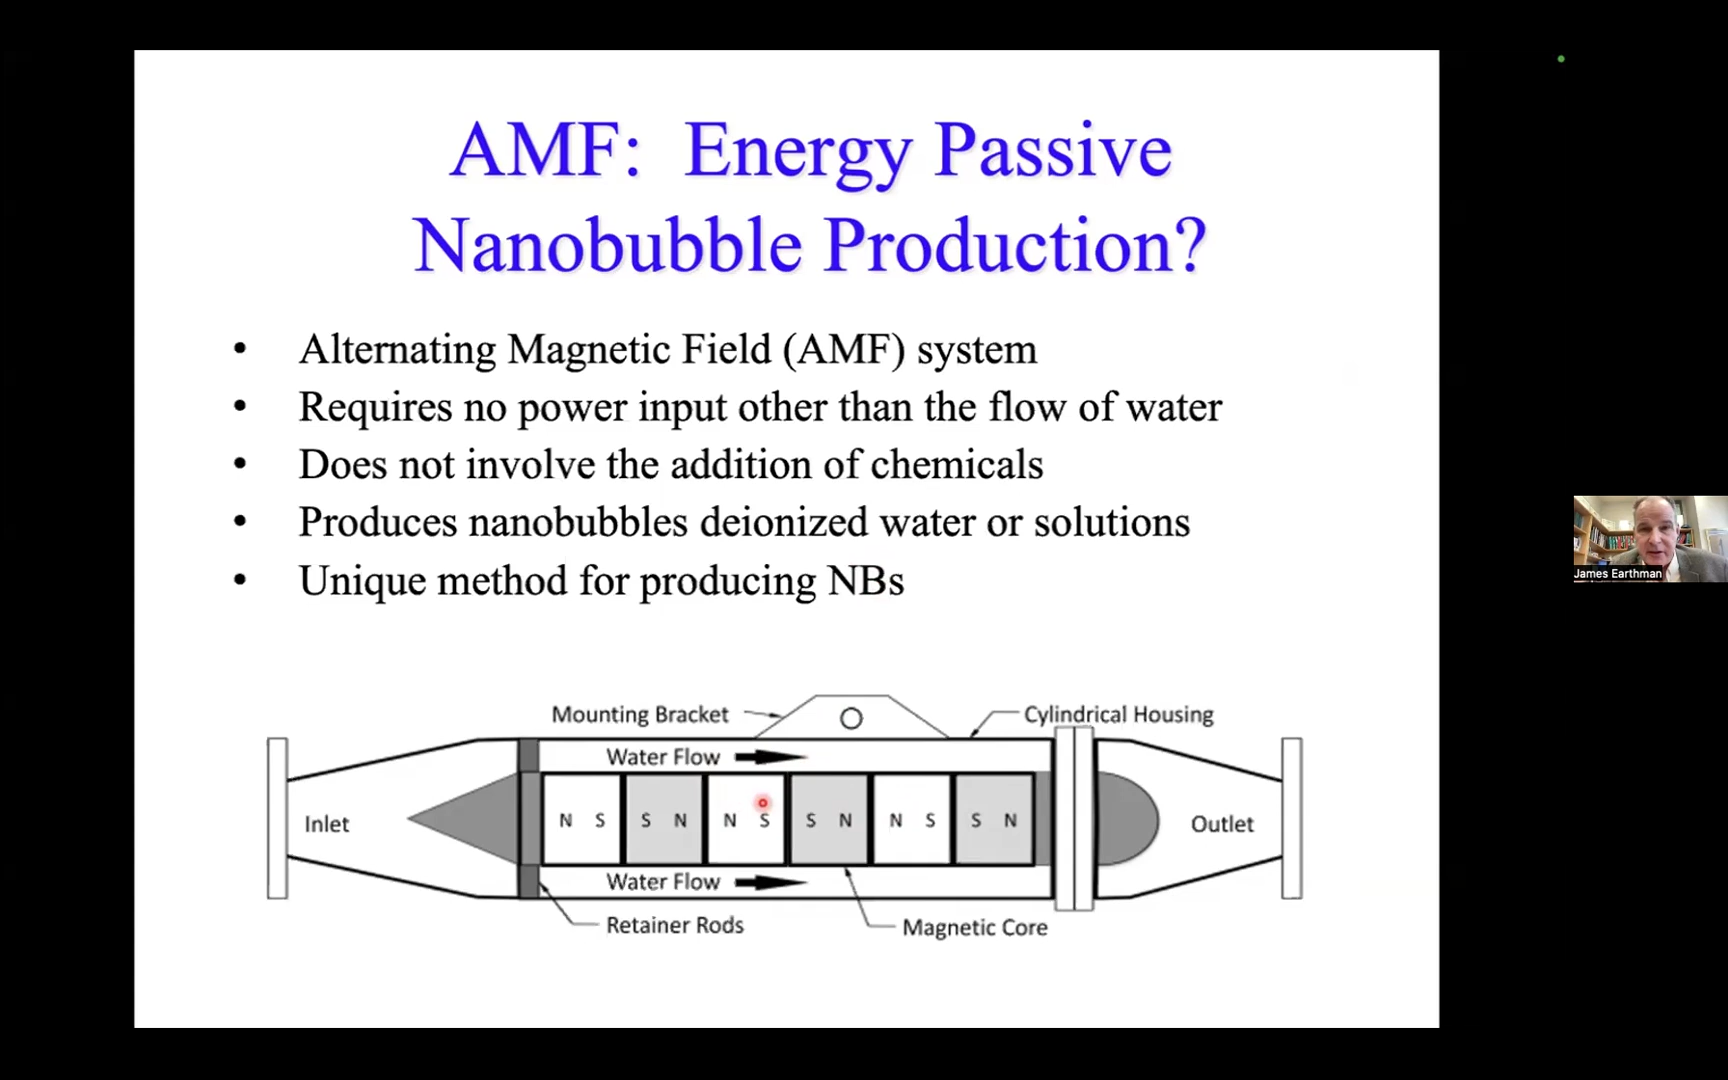 AMF: Energy Passive
Nanobubble Production?
• Alternating Magnetic Field (AMF) system
• Requires no power input other than the flow of water
• Does not involve the addition of chemicals
• Produces nanobubbles deionized water or solutions
• Unique method for producing NBs
James Earthman
Mounting Bracket
Cylindrical Housing
Water Flow
Inlet
N S S N N S S N N S S N
Outlet
Water Flow
Retainer Rods
Magnetic Core